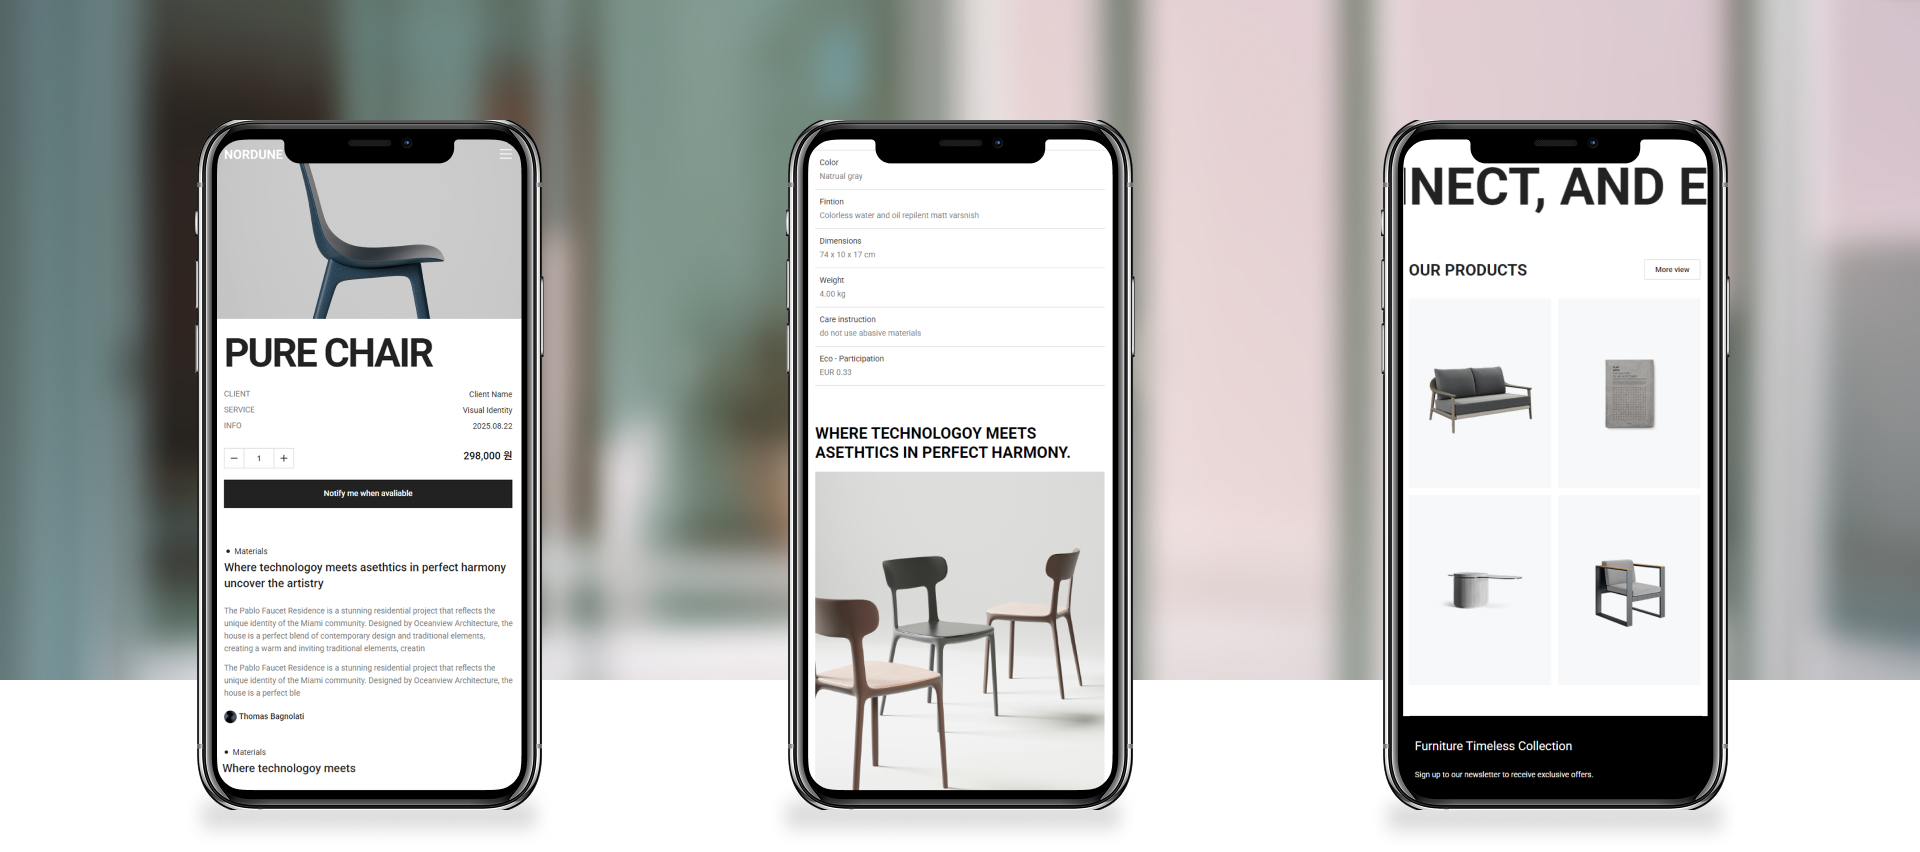 NORDUNE
PURE CHAIR
CLIENT Client Name
SERVICE Visual Identity
INFO 2025.08.22
1
298,000 원
Notify me when avaliable
Materials
Where technologoy meets asethtics in perfect harmony
uncover the artistry
The Pablo Faucet Residence is a stunning residential project that reflects the
unique identity of the Miami community. Designed by Oceanview Architecture, the
house is a perfect blend of contemporary design and traditional elements,
creating a warm and inviting traditional elements, creatin
The Pablo Faucet Residence is a stunning residential project that reflects the
unique identity of the Miami community. Designed by Oceanview Architecture, the
house is a perfect ble
Thomas Bagnolati
Materials
Where technologoy meets
Color
Natrual gray
Fintion
Colorless water and oil repilent matt varsnish
Dimensions
74 x 10 x 17 cm
Weight
4.00 kg
Care instruction
do not use abasive materials
Eco - Participation
EUR 0.33
WHERE TECHNOLOGOY MEETS
ASETHTICS IN PERFECT HARMONY.
NNECT, AND E
OUR PRODUCTS
More view
Furniture Timeless Collection
Sign up to our newsletter to receive exclusive offers.